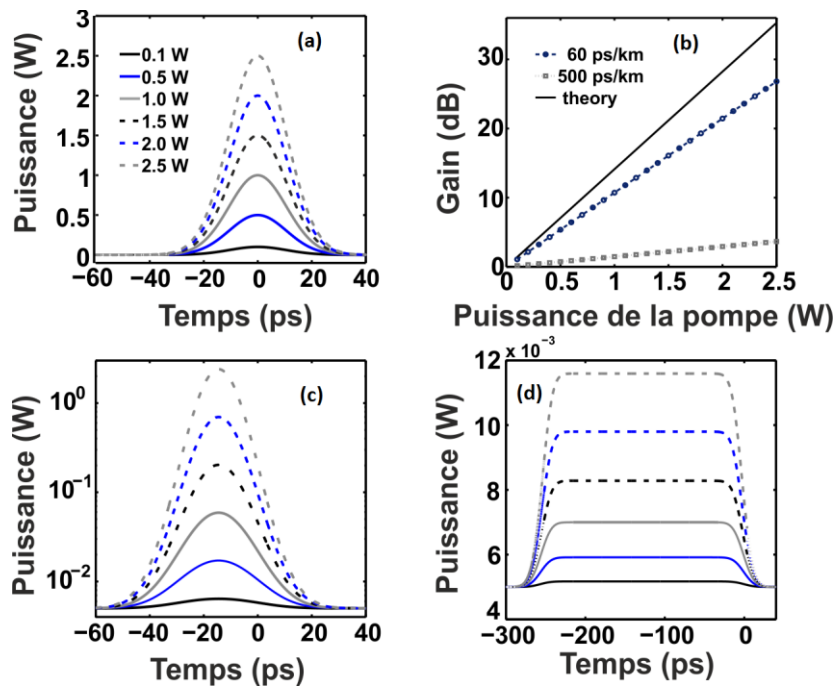 (a)
Puissance (W)
3
2.5
2
1.5
1
0.5
0
0.1 W
0.5 W
1.0 W
1.5 W
2.0 W
2.5 W
−60 −40 −20 0 20 40
Temps (ps)
(b)
Gain (dB)
30
20
10
0
60 ps/km
500 ps/km
theory
0 0.5 1 1.5 2 2.5
Puissance de la pompe (W)
(c)
Puissance (W)
10^0
10^−1
10^−2
−60 −40 −20 0 20 40
Temps (ps)
(d)
x 10^−3
Puissance (W)
12
10
8
6
4
−300 −200 −100 0
Temps (ps)